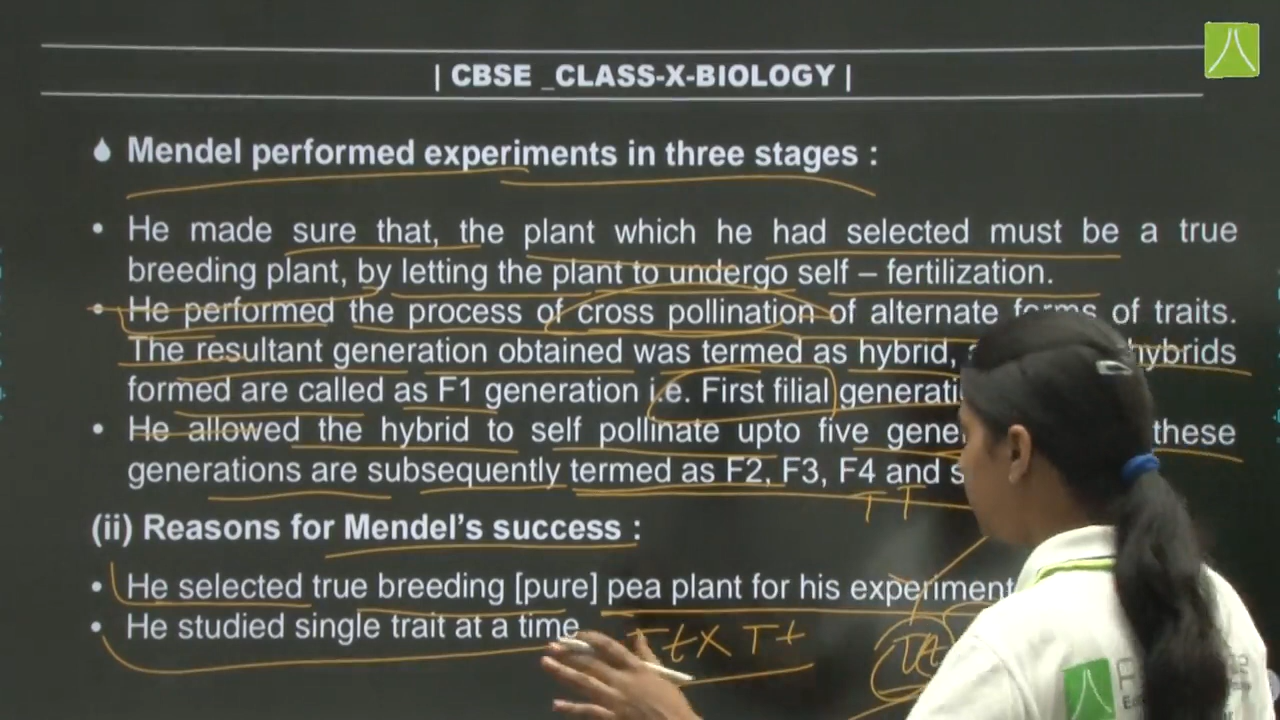 | CBSE _CLASS-X-BIOLOGY |
Mendel performed experiments in three stages :
• He made sure that, the plant which he had selected must be a true
breeding plant, by letting the plant to undergo self – fertilization.
• He performed the process of cross pollination of alternate forms of traits.
The resultant generation obtained was termed as hybrid, hybrids
formed are called as F1 generation i.e. First filial
• He allowed the hybrid to self pollinate upto five these
generations are subsequently termed as F2, F3, F4 and
T T
(ii) Reasons for Mendel's success :
• He selected true breeding [pure] pea plant for his experiment
• He studied single trait at a time
Tt X Tt